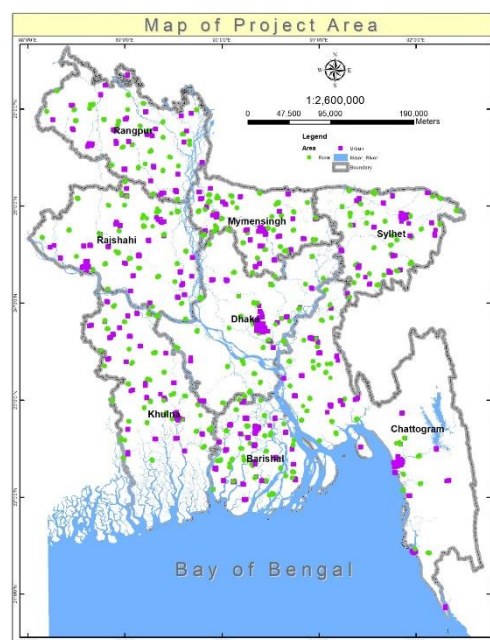 Map of Project Area
N
W E
S
1:2,600,000
0 47,500 95,000 190,000
Meters
Legend
Area
Rural
Urban
Major_River
Boundary
Rangpur
Mymensingh
Sylhet
Rajshahi
Dhaka
Khulna
Chattogram
Barishal
Bay of Bengal